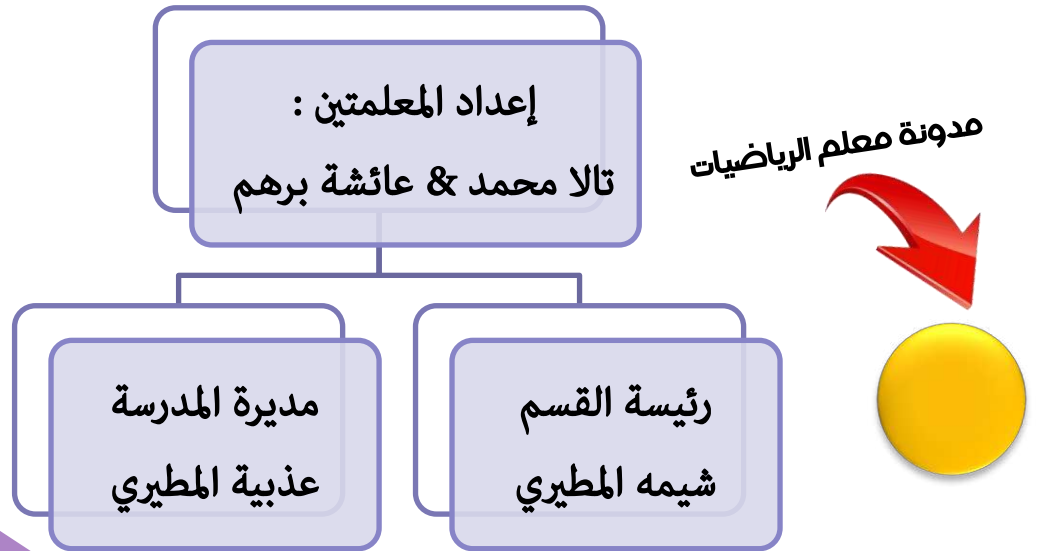 إعداد المعلمتين :
تالا محمد & عائشة برهم
مدونة معلم الرياضيات
رئيسة القسم
شيمه المطيري
مديرة المدرسة
عذبية المطيري